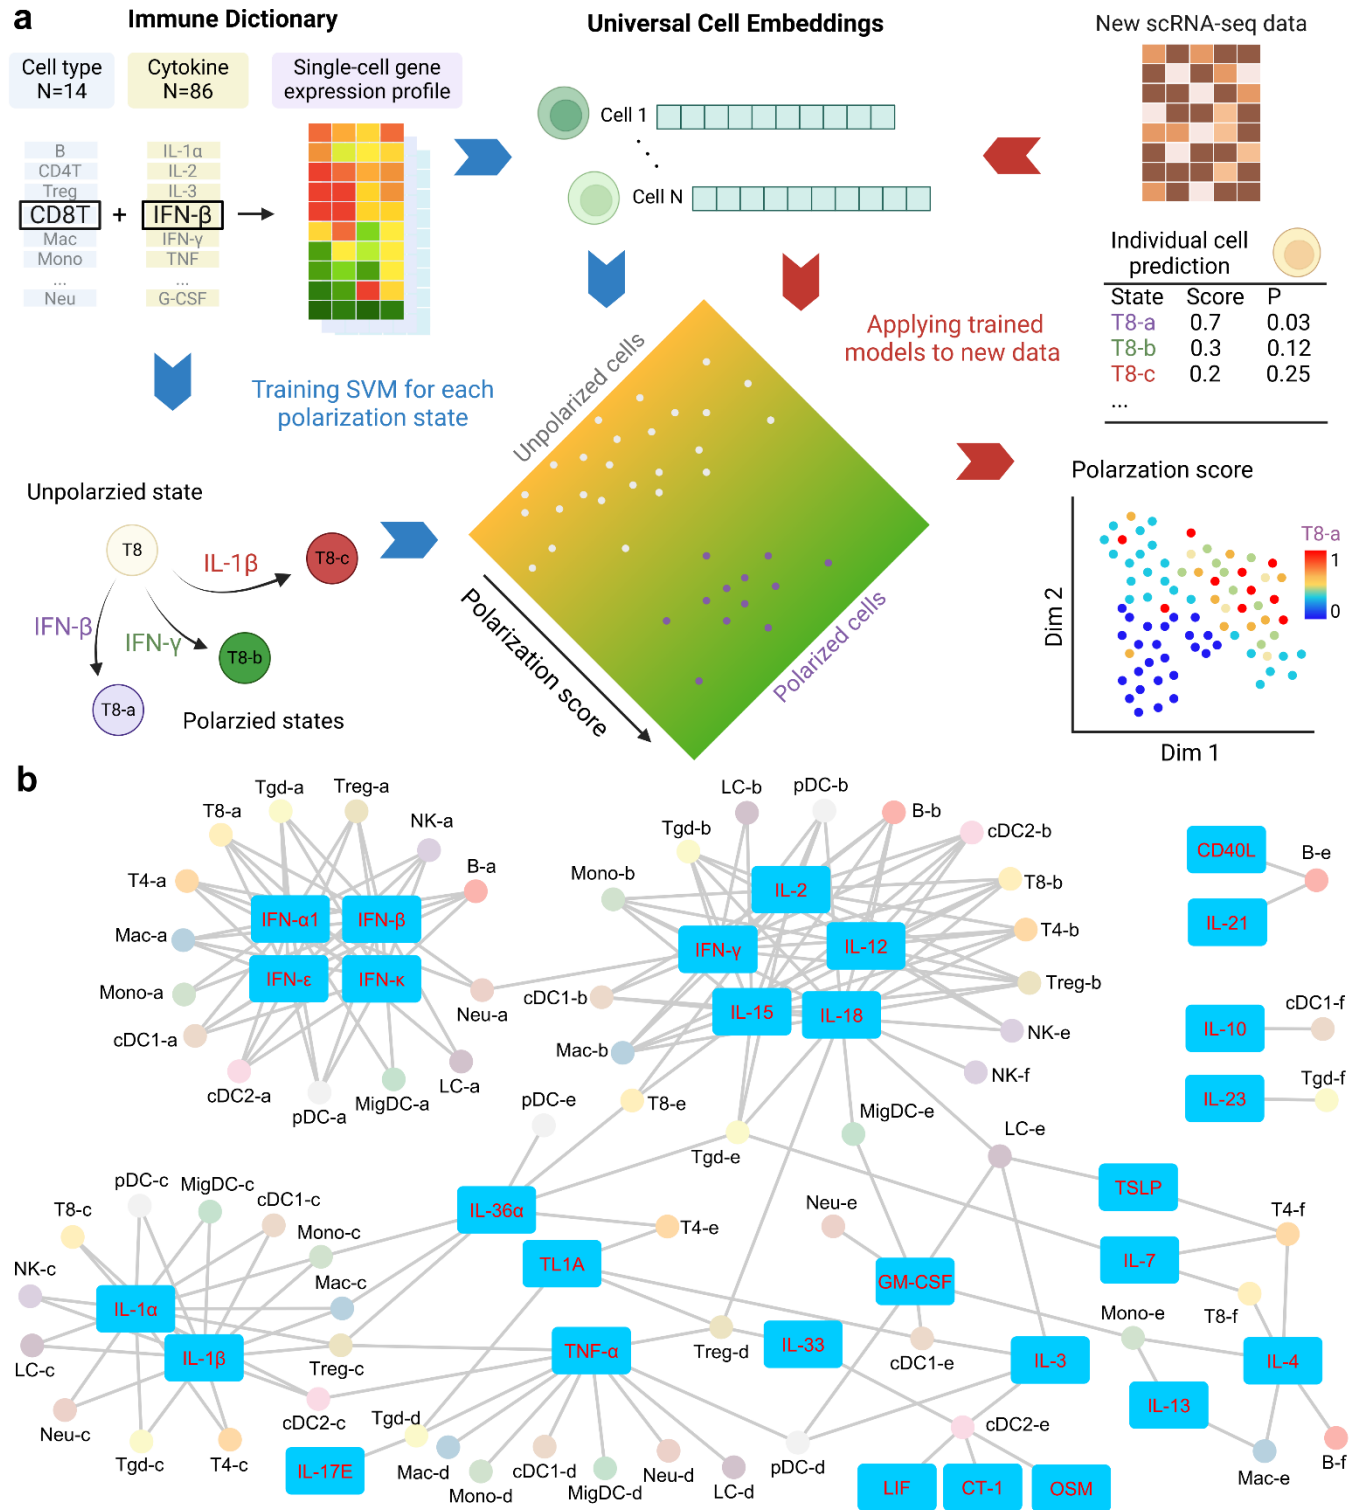 a
Immune Dictionary
Universal Cell Embeddings
New scRNA-seq data
Cell type
N=14
Cytokine
N=86
Single-cell gene
expression profile
B
CD4T
Treg
CD8T
Mac
Mono
...
Neu
+
IL-1α
IL-2
IL-3
IFN-β
IFN-γ
TNF
...
G-CSF
Cell 1
Cell N
Individual cell
prediction
State Score P
T8-a 0.7 0.03
T8-b 0.3 0.12
T8-c 0.2 0.25
...
Applying trained
models to new data
Training SVM for each
polarization state
Unpolarized cells
Polarized cells
Polarization score
Unpolarzied state
T8
IL-1β
T8-c
IFN-β
IFN-γ
T8-b
T8-a
Polarzied states
Polarzation score
T8-a
1
0
Dim 2
Dim 1
b
Tgd-a
Treg-a
T8-a
NK-a
T4-a
B-a
IFN-α1
IFN-β
Mac-a
IFN-ε
IFN-κ
Mono-a
Neu-a
cDC1-a
cDC2-a
pDC-a
MigDC-a
LC-a
LC-b
pDC-b
B-b
Tgd-b
cDC2-b
Mono-b
IL-2
T8-b
IFN-γ
IL-12
T4-b
cDC1-b
IL-15
IL-18
Treg-b
Mac-b
NK-e
NK-f
CD40L
B-e
IL-21
IL-10
cDC1-f
IL-23
Tgd-f
pDC-e
T8-e
MigDC-e
LC-e
Tgd-e
pDC-c
MigDC-c
cDC1-c
T8-c
Mono-c
NK-c
Mac-c
IL-1α
IL-1β
LC-c
Treg-c
Neu-c
cDC2-c
Tgd-c
T4-c
IL-36α
T4-e
TL1A
Neu-e
GM-CSF
TSLP
T4-f
IL-7
T8-f
Mono-e
TNF-α
Treg-d
IL-33
cDC1-e
IL-3
IL-4
IL-13
Tgd-d
IL-17E
Mac-d
Mono-d
cDC1-d
MigDC-d
Neu-d
LC-d
pDC-d
cDC2-e
LIF
CT-1
OSM
Mac-e
B-f